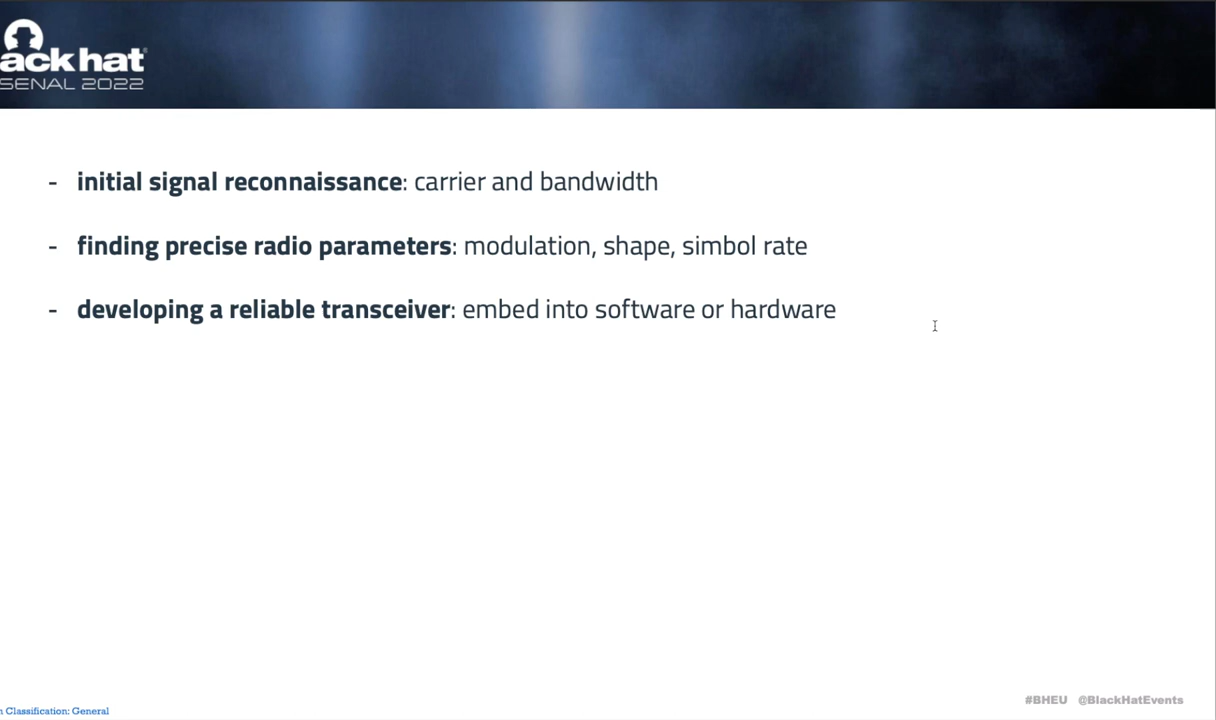 ack hat
SENAL 2022
- initial signal reconnaissance: carrier and bandwidth
- finding precise radio parameters: modulation, shape, simbol rate
- developing a reliable transceiver: embed into software or hardware
#BHEU @BlackHatEvents
n Classification: General